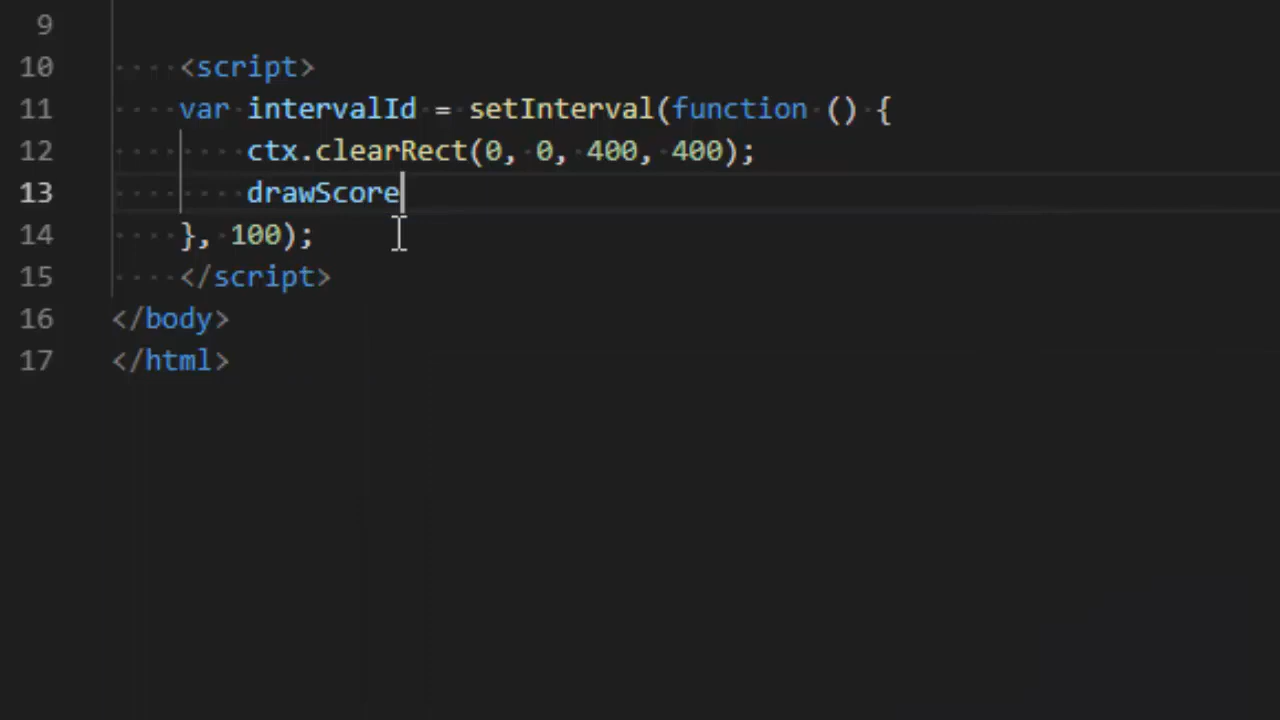 9
10 <script>
11 var intervalId = setInterval(function () {
12 ctx.clearRect(0, 0, 400, 400);
13 drawScore
14 }, 100);
15 </script>
16 </body>
17 </html>